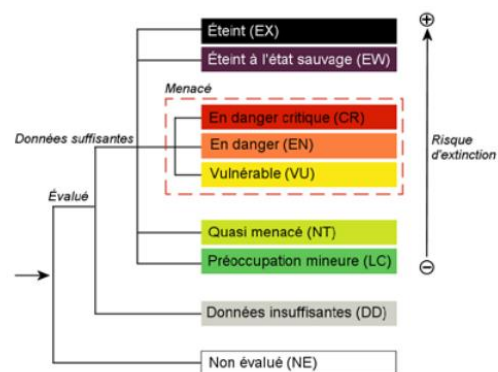 Éteint (EX)
Éteint à l'état sauvage (EW)
Menacé
En danger critique (CR)
Données suffisantes
En danger (EN)
Risque
d'extinction
Vulnérable (VU)
Évalué
Quasi menacé (NT)
Préoccupation mineure (LC)
Données insuffisantes (DD)
Non évalué (NE)